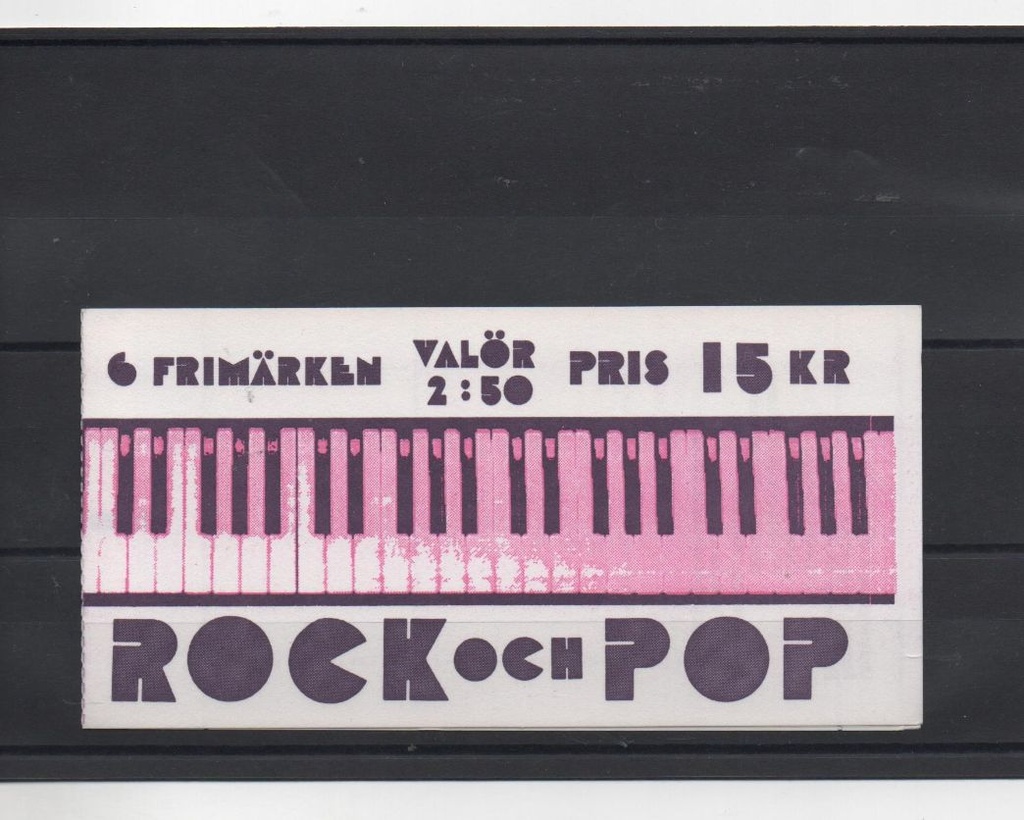 6 FRIMÄRKEN VALÖR 2:50 PRIS 15 KR
ROCK OCH POP